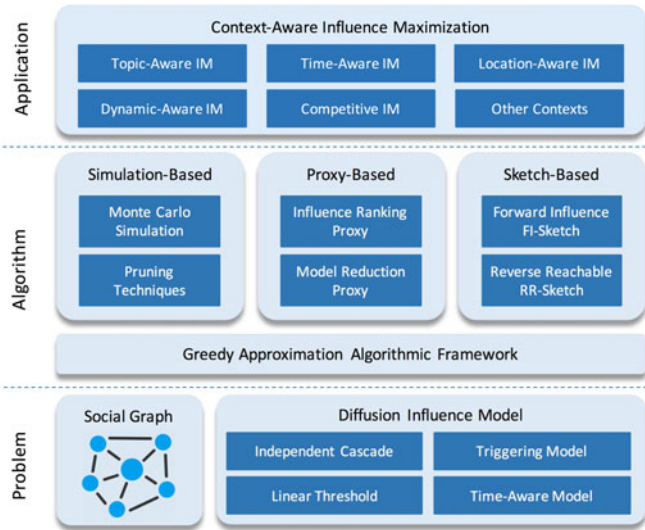 Application
Context-Aware Influence Maximization
Topic-Aware IM
Time-Aware IM
Location-Aware IM
Dynamic-Aware IM
Competitive IM
Other Contexts
Algorithm
Simulation-Based
Monte Carlo
Simulation
Pruning
Techniques
Proxy-Based
Influence Ranking
Proxy
Model Reduction
Proxy
Sketch-Based
Forward Influence
FI-Sketch
Reverse Reachable
RR-Sketch
Greedy Approximation Algorithmic Framework
Problem
Social Graph
Diffusion Influence Model
Independent Cascade
Triggering Model
Linear Threshold
Time-Aware Model